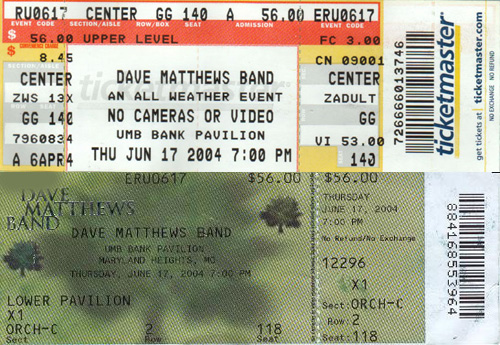 RU0617 CENTER GG 140 A 56.00 ERU0617
EVENT CODE SECTION/AISLE ROW/BOX SEAT ADMISSION EVENT CODE
$ 56.00 UPPER LEVEL FC 3.00
CONVENIENCE CHARGE
$ 8.45
SECTION/AISLE
CENTER
ZWS 13X
GG 140
7960834
A 6APR4
ticketmaster
DAVE MATTHEWS BAND
AN ALL WEATHER EVENT
NO CAMERAS OR VIDEO
UMB BANK PAVILION
THU JUN 17 2004 7:00 PM
CN 09001
CENTER
ZADULT
GG
VI 53.00
140
726666013746
ticketmaster
get tickets at ticketmaster.com
NO EXCHANGE NO REFUND
ERU0617 $56.00
DAVE
MATTHEWS
BAND
DAVE MATTHEWS BAND
UMB BANK PAVILION
MARYLAND HEIGHTS, MO
THURSDAY, JUNE 17, 2004 7:00 PM
LOWER PAVILION
X1
ORCH-C 2 118
Sect Row Seat
$56.00
THURSDAY
JUNE 17, 2004
7:00 PM
No Refund/No Exchange
12296
X1
Sect:ORCH-C
Row:2
Seat:118
884168553964